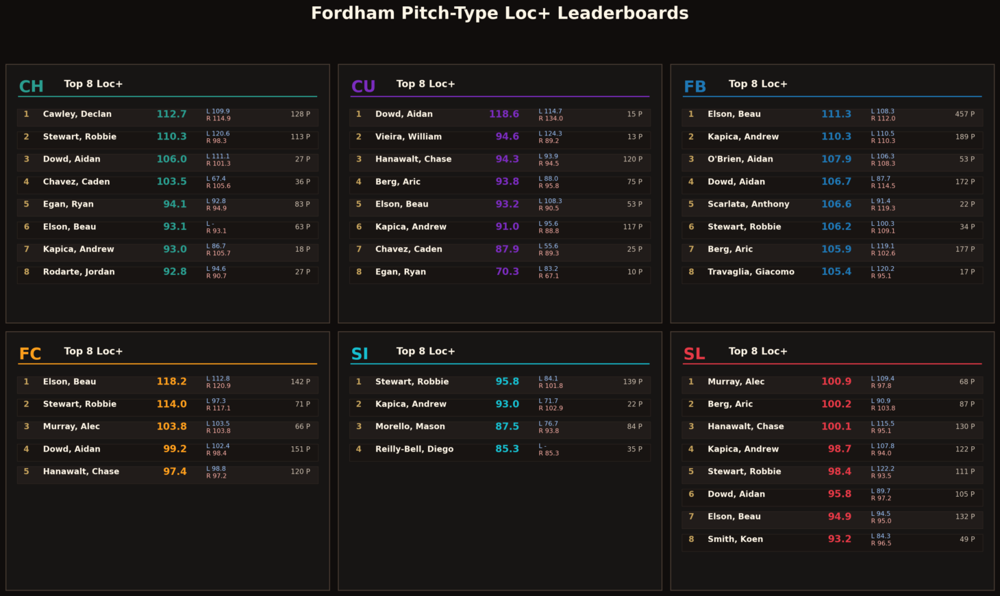 Fordham Pitch-Type Loc+ Leaderboards
CH Top 8 Loc+
1 Cawley, Declan 112.7 L 109.9 R 114.9 128 P
2 Stewart, Robbie 110.3 L 120.6 R 98.3 113 P
3 Dowd, Aidan 106.0 L 111.1 R 101.3 27 P
4 Chavez, Caden 103.5 L 67.4 R 105.6 36 P
5 Egan, Ryan 94.1 L 92.8 R 94.9 83 P
6 Elson, Beau 93.1 L - R 93.1 63 P
7 Kapica, Andrew 93.0 L 86.7 R 105.7 18 P
8 Rodarte, Jordan 92.8 L 94.6 R 90.7 27 P
CU Top 8 Loc+
1 Dowd, Aidan 118.6 L 114.7 R 134.0 15 P
2 Vieira, William 94.6 L 124.3 R 89.2 13 P
3 Hanawalt, Chase 94.3 L 93.9 R 94.5 120 P
4 Berg, Aric 93.8 L 88.0 R 95.8 75 P
5 Elson, Beau 93.2 L 108.3 R 90.5 53 P
6 Kapica, Andrew 91.0 L 95.6 R 88.8 117 P
7 Chavez, Caden 87.9 L 55.6 R 89.3 25 P
8 Egan, Ryan 70.3 L 83.2 R 67.1 10 P
FB Top 8 Loc+
1 Elson, Beau 111.3 L 108.3 R 112.0 457 P
2 Kapica, Andrew 110.3 L 110.5 R 110.3 189 P
3 O'Brien, Aidan 107.9 L 106.3 R 108.3 53 P
4 Dowd, Aidan 106.7 L 87.7 R 114.5 172 P
5 Scarlata, Anthony 106.6 L 91.4 R 119.3 22 P
6 Stewart, Robbie 106.2 L 100.3 R 109.1 34 P
7 Berg, Aric 105.9 L 119.1 R 102.6 177 P
8 Travaglia, Giacomo 105.4 L 120.2 R 95.1 17 P
FC Top 8 Loc+
1 Elson, Beau 118.2 L 112.8 R 120.9 142 P
2 Stewart, Robbie 114.0 L 97.3 R 117.1 71 P
3 Murray, Alec 103.8 L 103.5 R 103.8 66 P
4 Dowd, Aidan 99.2 L 102.4 R 98.4 151 P
5 Hanawalt, Chase 97.4 L 98.8 R 97.2 120 P
SI Top 8 Loc+
1 Stewart, Robbie 95.8 L 84.1 R 101.8 139 P
2 Kapica, Andrew 93.0 L 71.7 R 102.9 22 P
3 Morello, Mason 87.5 L 76.7 R 93.8 84 P
4 Reilly-Bell, Diego 85.3 L - R 85.3 35 P
SL Top 8 Loc+
1 Murray, Alec 100.9 L 109.4 R 97.8 68 P
2 Berg, Aric 100.2 L 90.9 R 103.8 87 P
3 Hanawalt, Chase 100.1 L 115.5 R 95.1 130 P
4 Kapica, Andrew 98.7 L 107.8 R 94.0 122 P
5 Stewart, Robbie 98.4 L 122.2 R 93.5 111 P
6 Dowd, Aidan 95.8 L 89.7 R 97.2 105 P
7 Elson, Beau 94.9 L 94.5 R 95.0 132 P
8 Smith, Koen 93.2 L 84.3 R 96.5 49 P